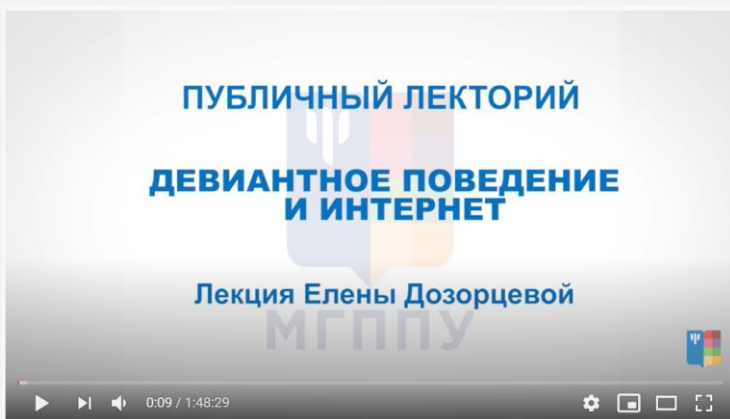 ПУБЛИЧНЫЙ ЛЕКТОРИЙ
ДЕВИАНТНОЕ ПОВЕДЕНИЕ
И ИНТЕРНЕТ
Лекция Елены Дозорцевой
МГППУ
0:09 / 1:48:29